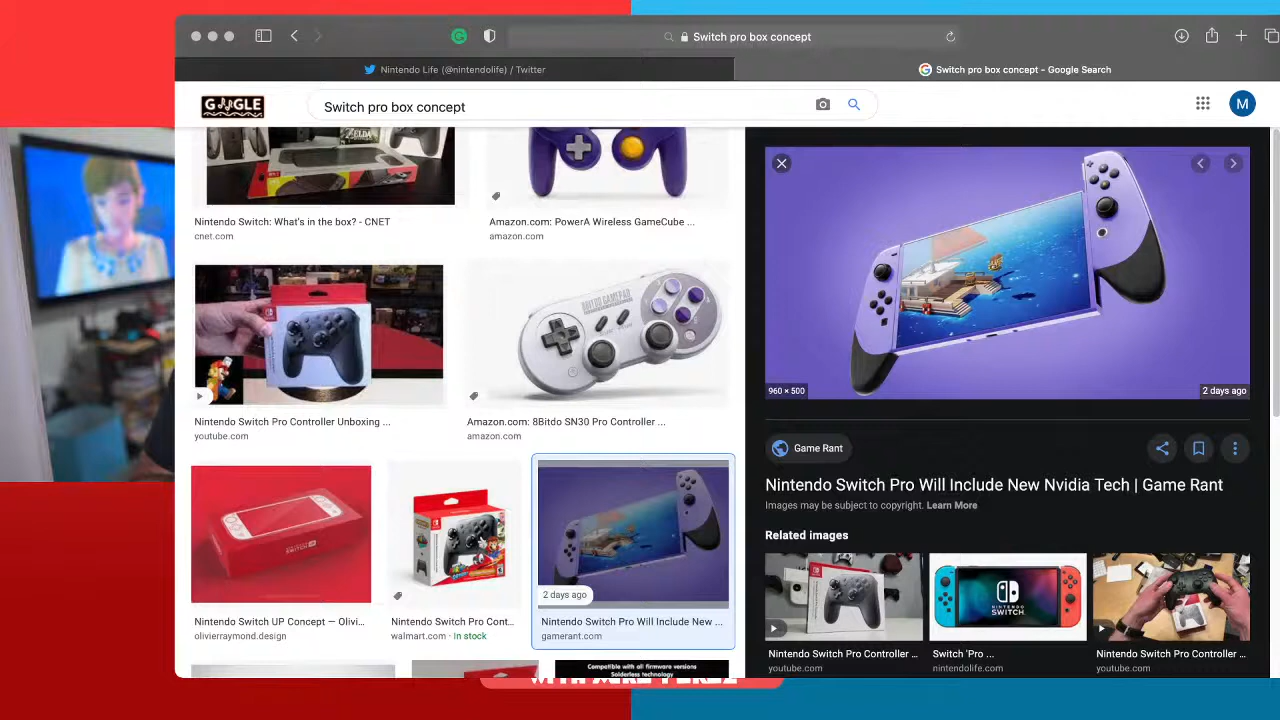 Switch pro box concept
Nintendo Life (@nintendolife) / Twitter
Switch pro box concept - Google Search
Switch pro box concept
M
Nintendo Switch: What's in the box? - CNET
cnet.com
Amazon.com: PowerA Wireless GameCube ...
amazon.com
Nintendo Switch Pro Controller Unboxing ...
youtube.com
Amazon.com: 8Bitdo SN30 Pro Controller ...
amazon.com
2 days ago
Nintendo Switch UP Concept — Olivi...
olivierraymond.design
Nintendo Switch Pro Cont...
walmart.com · In stock
Nintendo Switch Pro Will Include New ...
gamerant.com
Compatible with all firmware versions
Solderless technology
960 × 500
2 days ago
Game Rant
Nintendo Switch Pro Will Include New Nvidia Tech | Game Rant
Images may be subject to copyright. Learn More
Related images
NINTENDO
SWITCH
Nintendo Switch Pro Controller ...
youtube.com
Switch 'Pro ...
nintendolife.com
Nintendo Switch Pro Controller ...
youtube.com